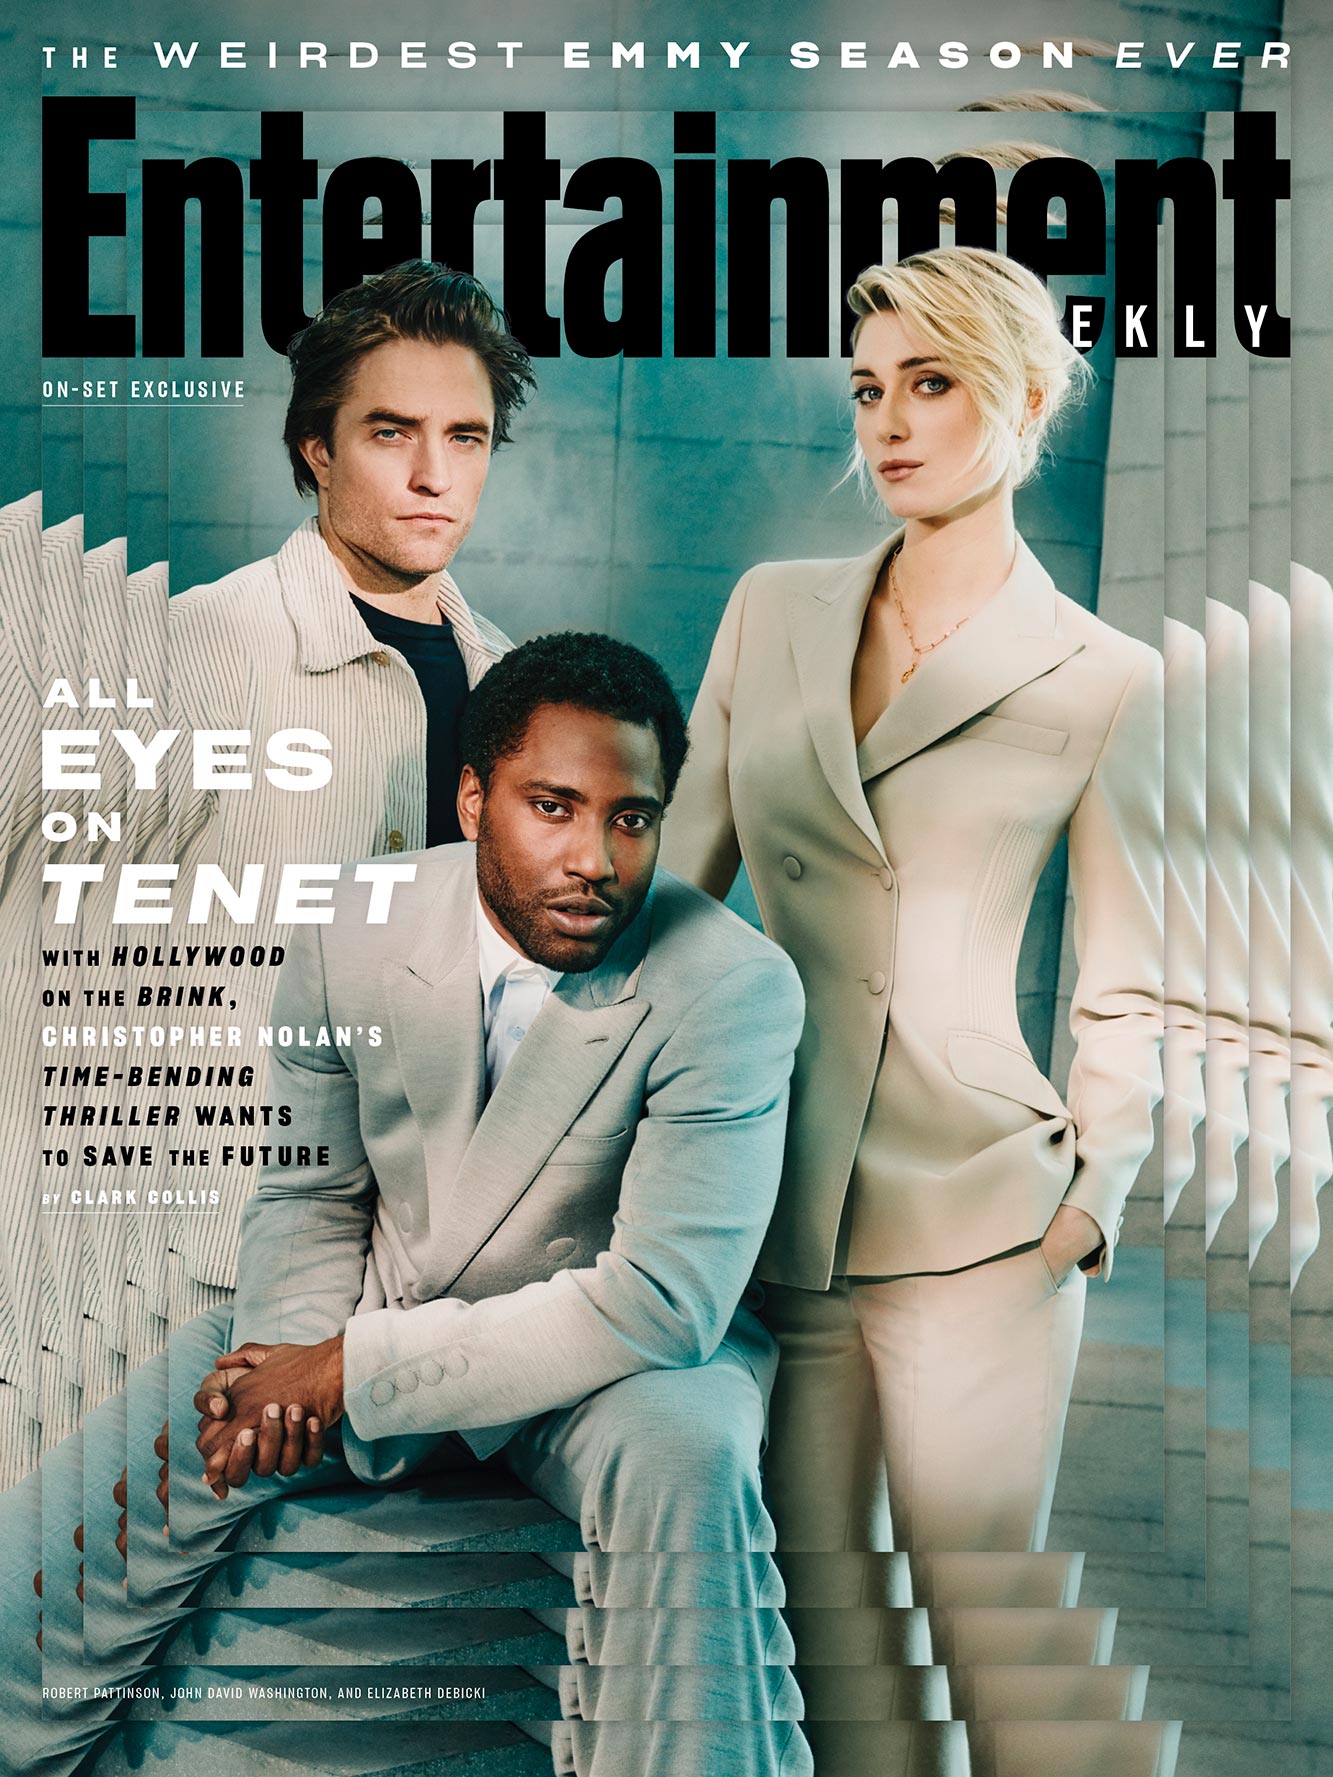 THE WEIRDEST EMMY SEASON EVER
Entertainment
EKLY
ON-SET EXCLUSIVE
ALL
EYES
ON
TENET
WITH HOLLYWOOD
ON THE BRINK,
CHRISTOPHER NOLAN'S
TIME-BENDING
THRILLER WANTS
TO SAVE THE FUTURE
BY CLARK COLLIS
ROBERT PATTINSON, JOHN DAVID WASHINGTON, AND ELIZABETH DEBICKI